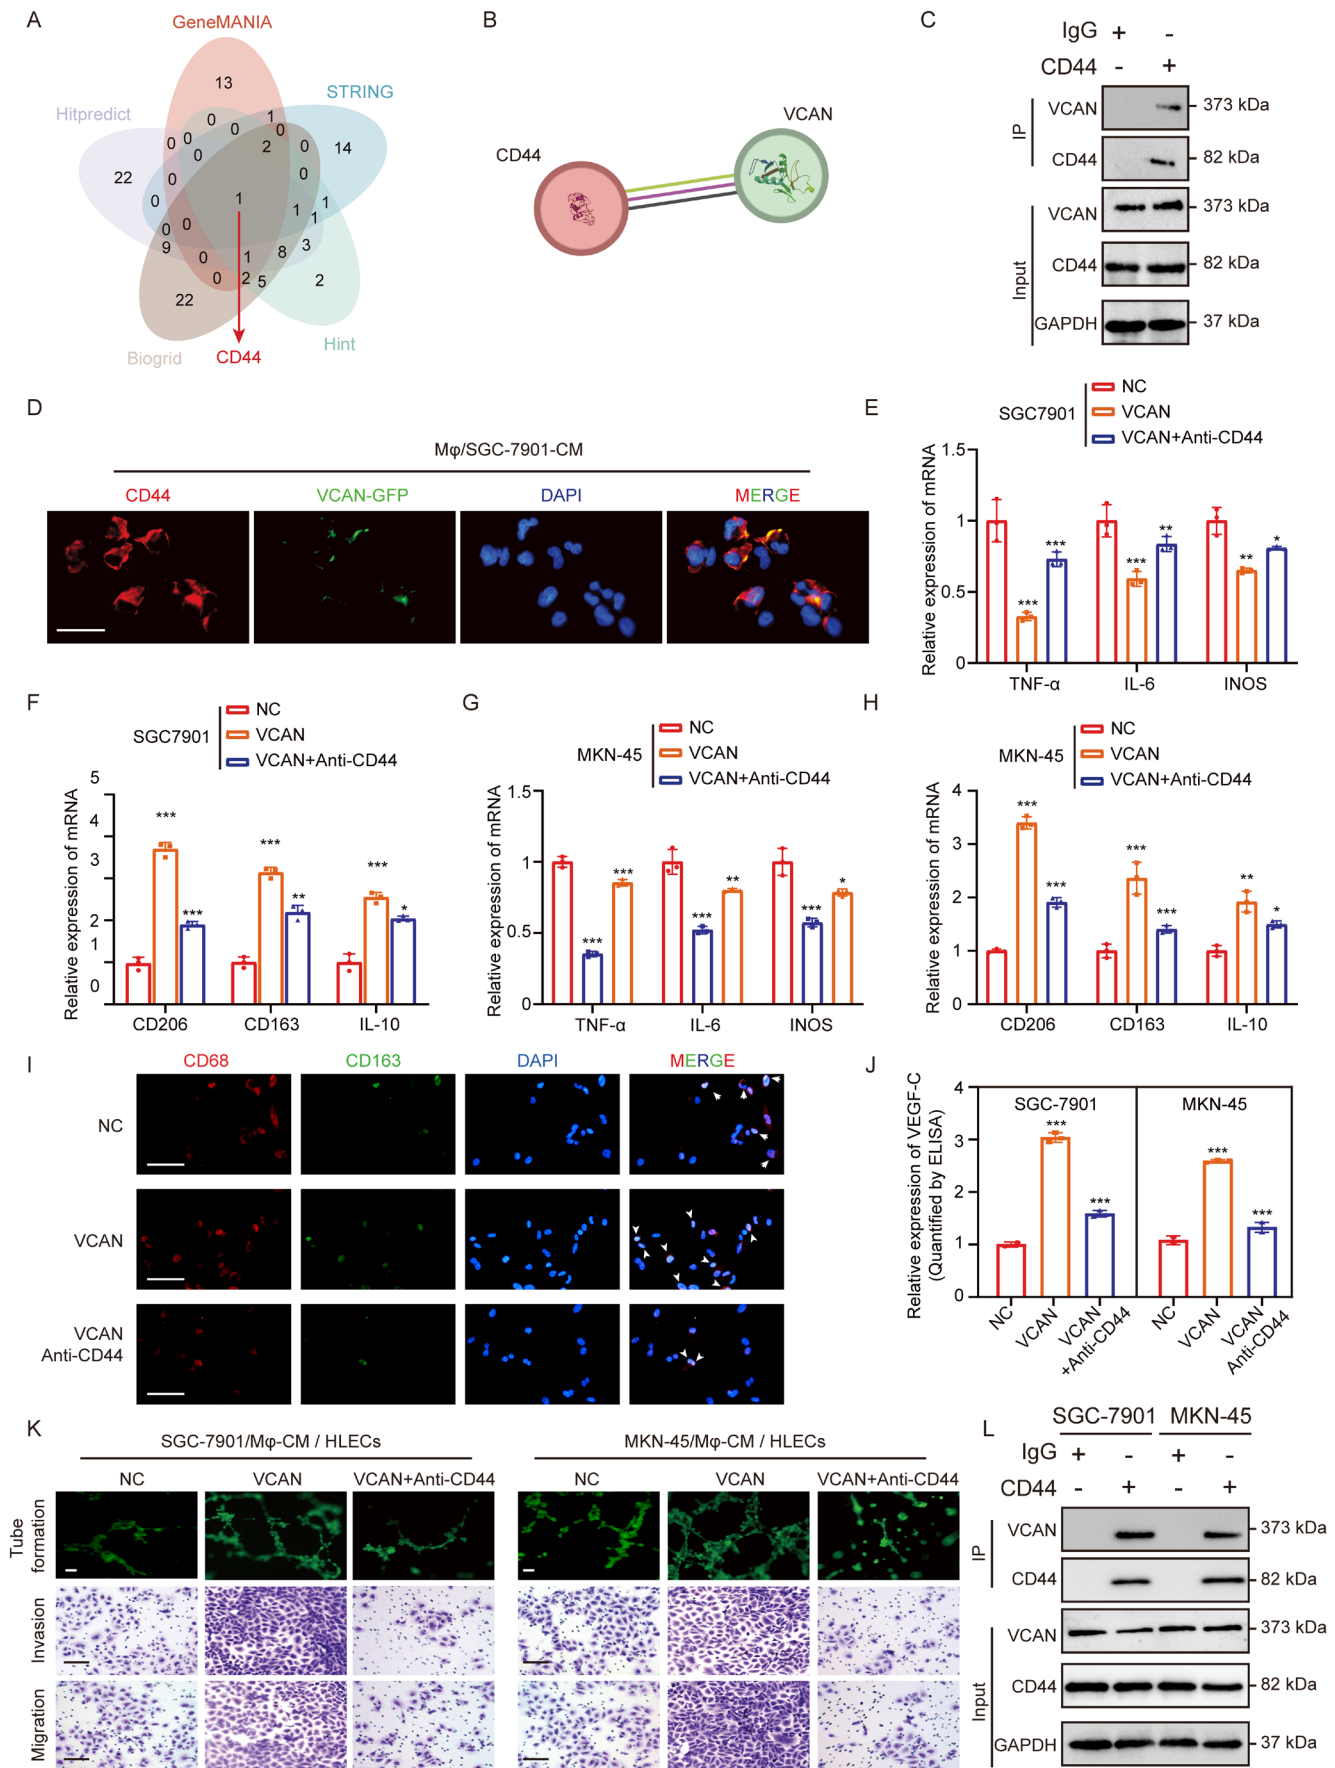 A
GeneMANIA
STRING
Hitpredict
Hint
Biogrid
CD44
13
1
0
0
0
0
0
0
2
0
14
22
0
0
0
1
1
1
1
0
0
9
0
1
8
3
0
2
5
2
22
B
CD44
VCAN
C
IgG + -
CD44 - +
IP
VCAN 373 kDa
CD44 82 kDa
Input
VCAN 373 kDa
CD44 82 kDa
GAPDH 37 kDa
D
Mφ/SGC-7901-CM
CD44 VCAN-GFP DAPI MERGE
E
SGC7901
NC
VCAN
VCAN+Anti-CD44
Relative expression of mRNA
1.5
1
0.5
0
*** *** *** ** ** *
TNF-α IL-6 INOS
F
SGC7901
NC
VCAN
VCAN+Anti-CD44
Relative expression of mRNA
5
4
3
2
1
0
*** *** *** ** *** *
CD206 CD163 IL-10
G
MKN-45
NC
VCAN
VCAN+Anti-CD44
Relative expression of mRNA
1.5
1
0.5
0
*** *** *** ** *** *
TNF-α IL-6 INOS
H
MKN-45
NC
VCAN
VCAN+Anti-CD44
Relative expression of mRNA
4
3
2
1
0
*** *** *** *** ** *
CD206 CD163 IL-10
I
CD68 CD163 DAPI MERGE
NC
VCAN
VCAN
Anti-CD44
J
Relative expression of VEGF-C
(Quantified by ELISA)
4
3
2
1
0
SGC-7901 MKN-45
*** *** *** ***
NC
VCAN
VCAN
+Anti-CD44
NC
VCAN
VCAN
Anti-CD44
K
SGC-7901/Mφ-CM / HLECs
MKN-45/Mφ-CM / HLECs
NC VCAN VCAN+Anti-CD44
NC VCAN VCAN+Anti-CD44
Tube
formation
Invasion
Migration
L
SGC-7901 MKN-45
IgG + - + -
CD44 - + - +
IP
VCAN 373 kDa
CD44 82 kDa
Input
VCAN 373 kDa
CD44 82 kDa
GAPDH 37 kDa